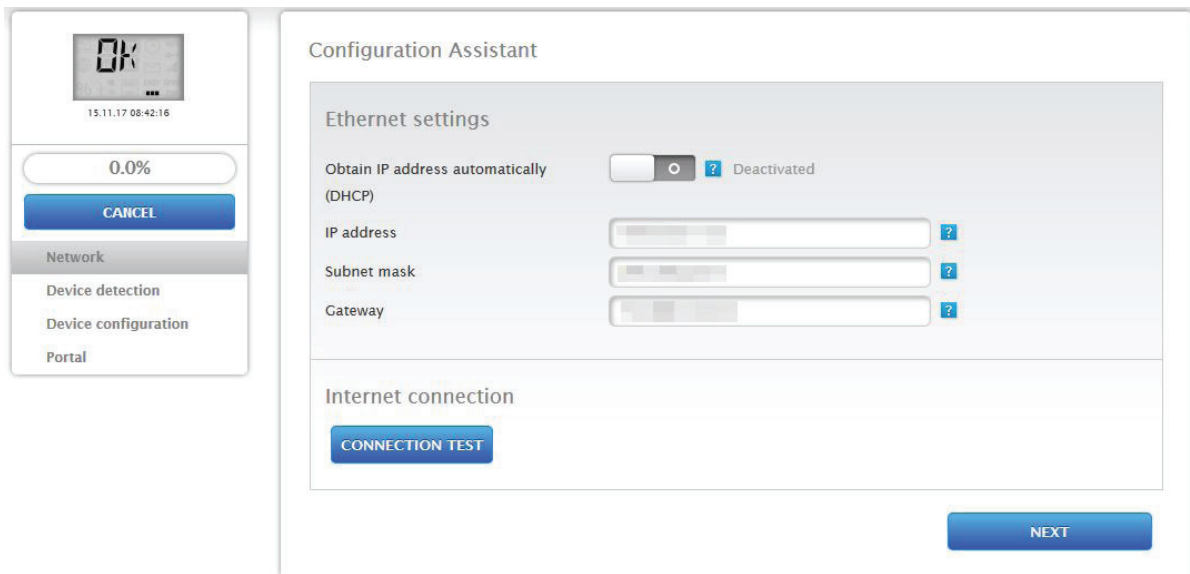 OK
15.11.17 08:42:16
0.0%
CANCEL
Network
Device detection
Device configuration
Portal
Configuration Assistant
Ethernet settings
Obtain IP address automatically
(DHCP)
O ? Deactivated
IP address
?
Subnet mask
?
Gateway
?
Internet connection
CONNECTION TEST
NEXT